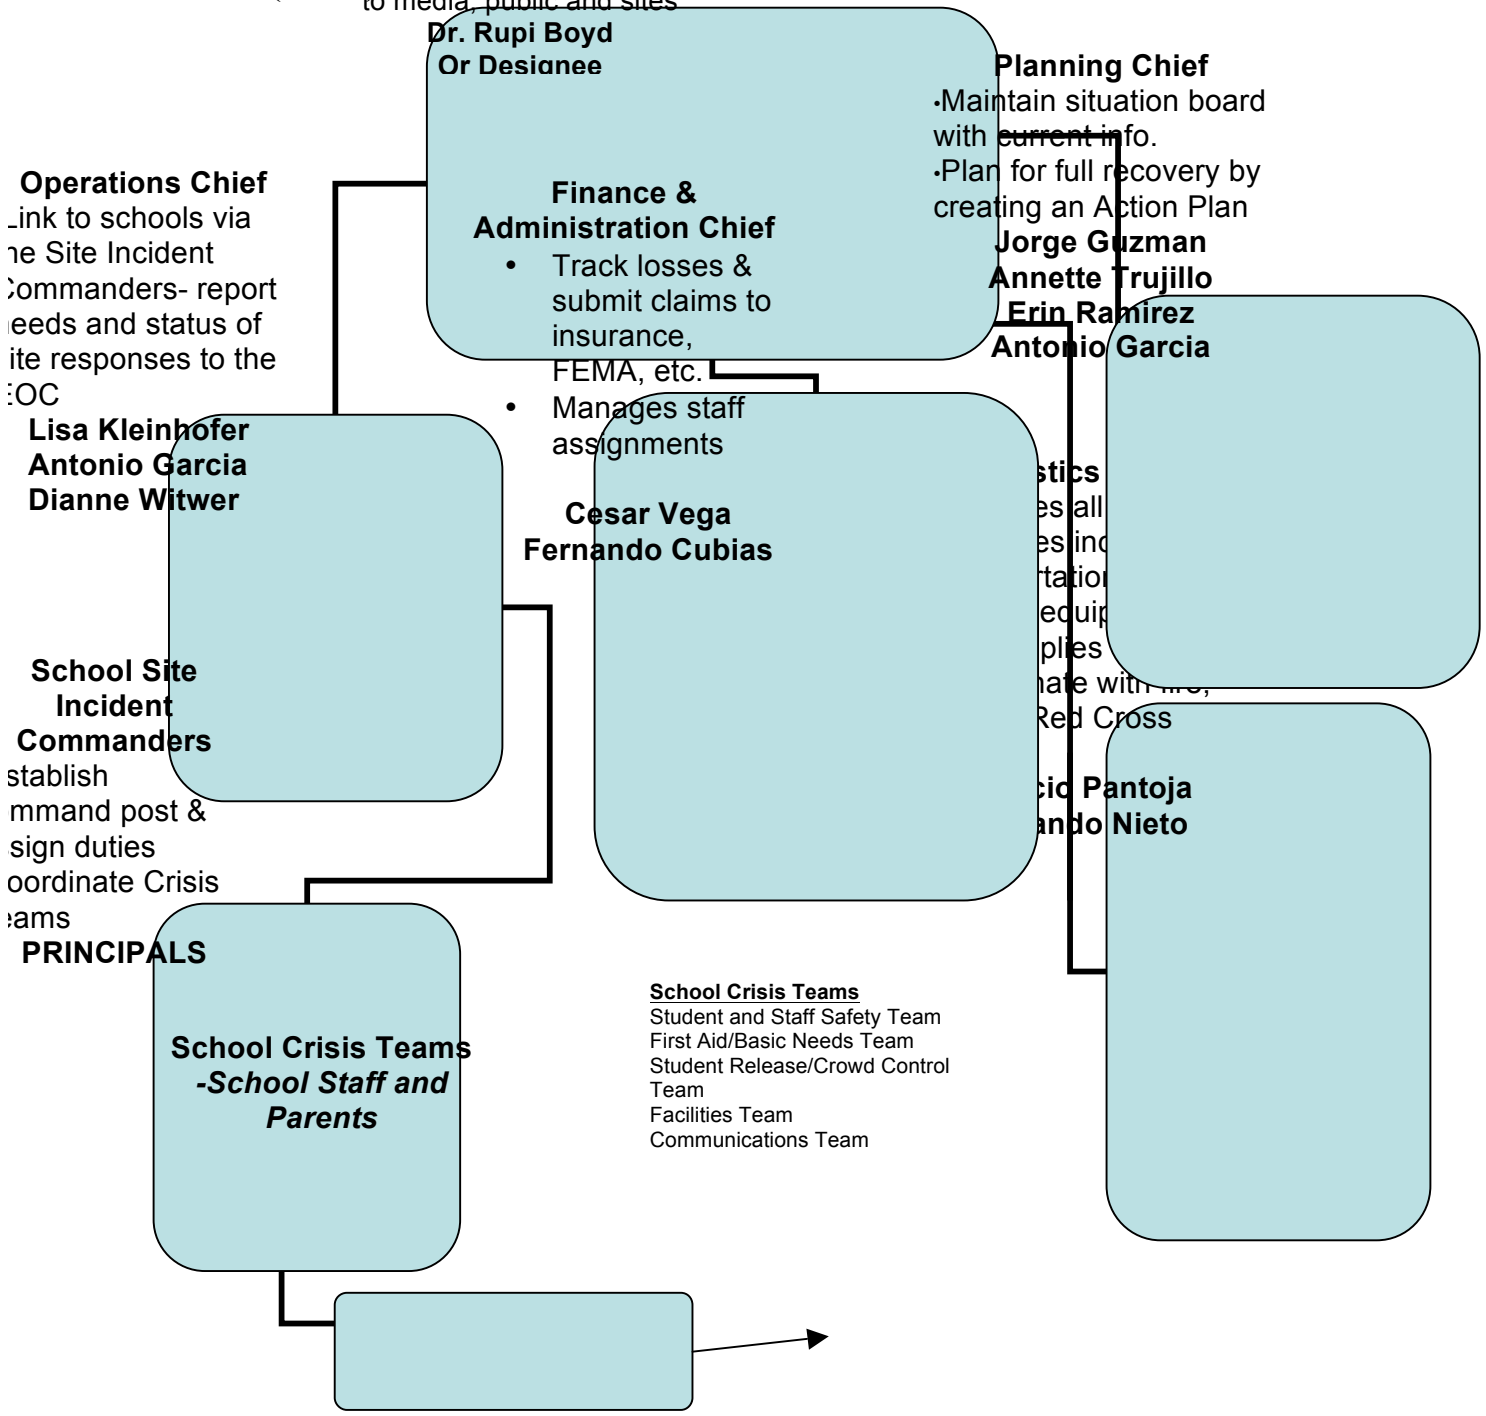 to media, public and sites
Dr. Rupi Boyd
Or Designee
Planning Chief
•Maintain situation board
with current info.
•Plan for full recovery by
creating an Action Plan
Jorge Guzman
Annette Trujillo
Erin Ramirez
Antonio Garcia
Operations Chief
Link to schools via
Site Incident
Commanders- report
needs and status of
responses to the
EOC
Lisa Kleinhofer
Antonio Garcia
Dianne Witwer
Finance &
Administration Chief
• Track losses &
submit claims to
insurance,
FEMA, etc.
• Manages staff
assignments
Cesar Vega
Fernando Cubias
all
with fire,
Red Cross
Pantoja
Nieto
School Site
Incident
Commanders
post &
duties
Crisis
PRINCIPALS
School Crisis Teams
-School Staff and
Parents
School Crisis Teams
Student and Staff Safety Team
First Aid/Basic Needs Team
Student Release/Crowd Control
Team
Facilities Team
Communications Team